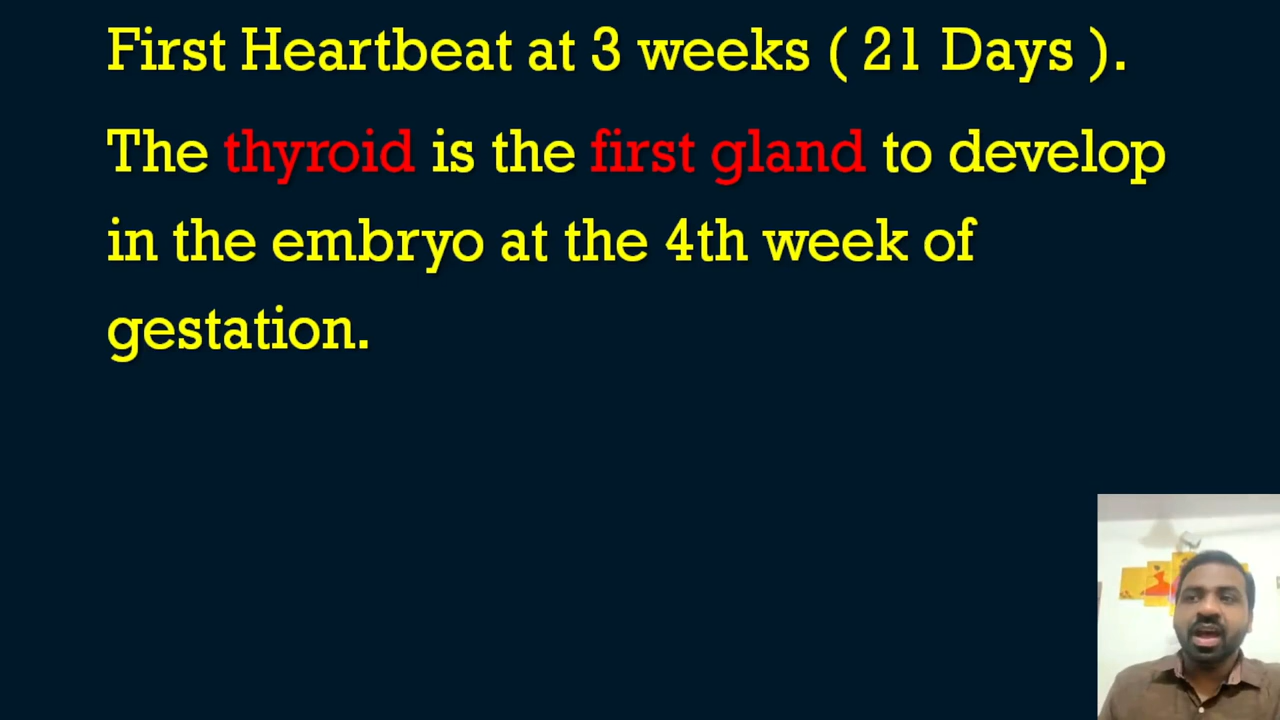 First Heartbeat at 3 weeks ( 21 Days ).
The thyroid is the first gland to develop
in the embryo at the 4th week of
gestation.